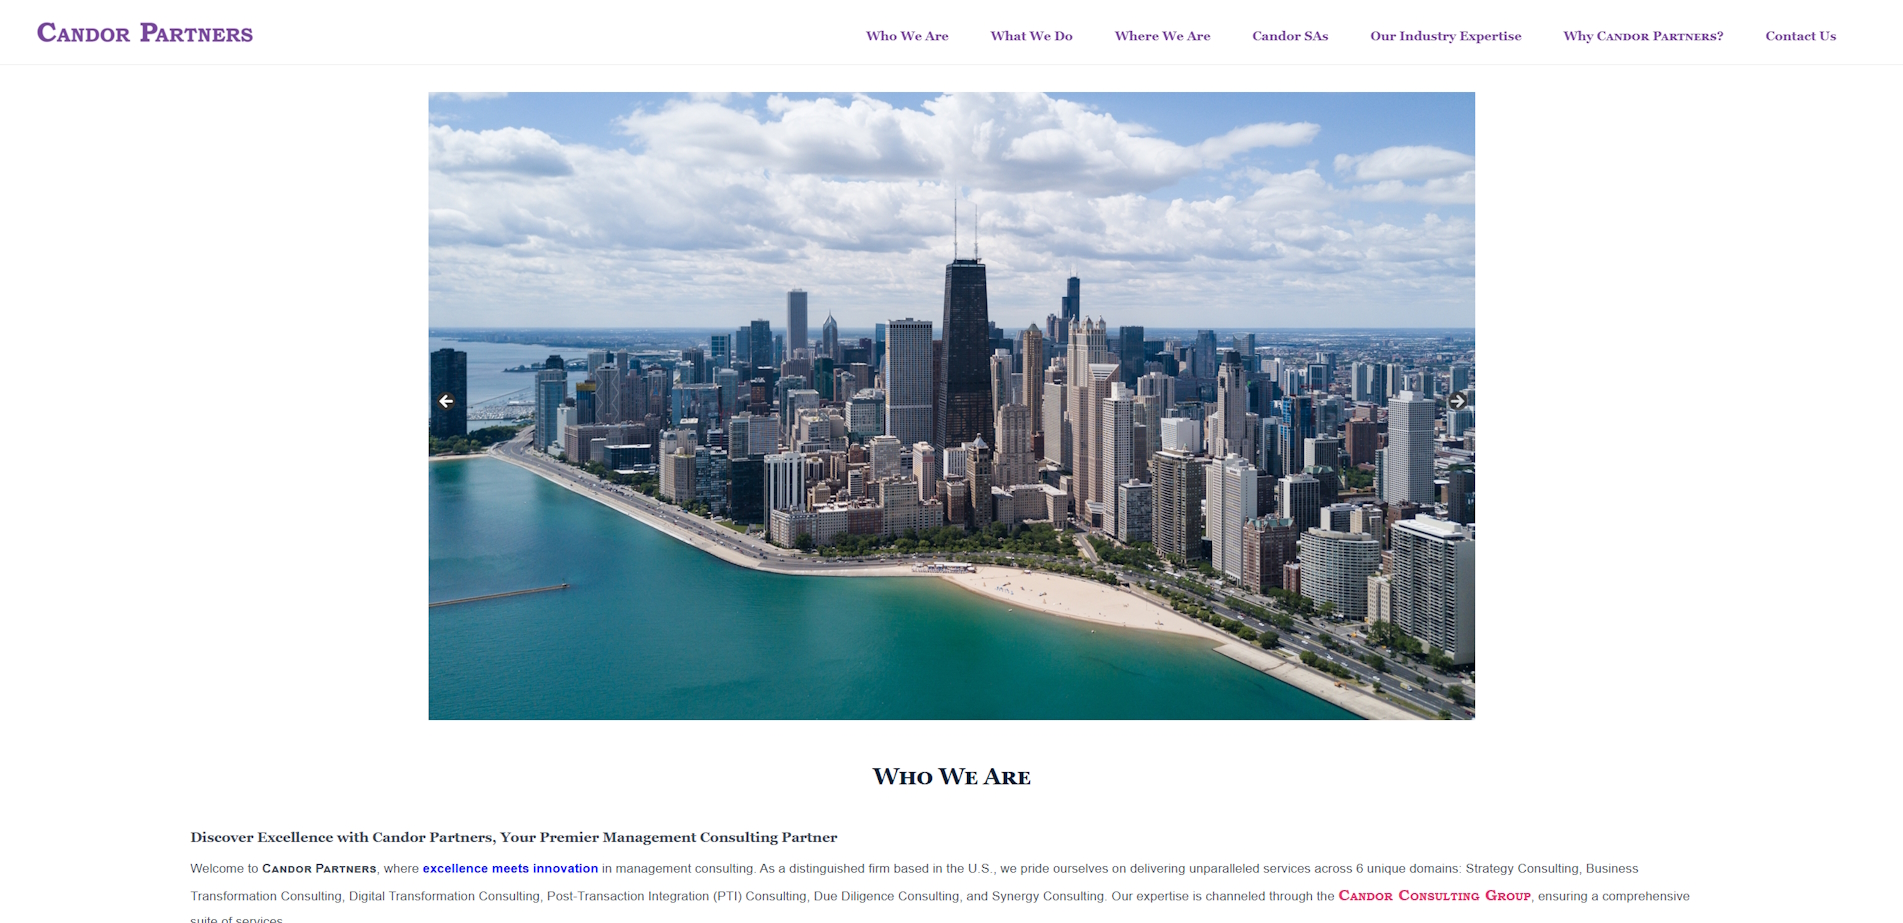 Candor Partners
Who We Are
What We Do
Where We Are
Candor SAs
Our Industry Expertise
Why Candor Partners?
Contact Us
Who We Are
Discover Excellence with Candor Partners, Your Premier Management Consulting Partner
Welcome to Candor Partners, where excellence meets innovation in management consulting. As a distinguished firm based in the U.S., we pride ourselves on delivering unparalleled services across 6 unique domains: Strategy Consulting, Business
Transformation Consulting, Digital Transformation Consulting, Post-Transaction Integration (PTI) Consulting, Due Diligence Consulting, and Synergy Consulting. Our expertise is channeled through the Candor Consulting Group, ensuring a comprehensive
suite of services.